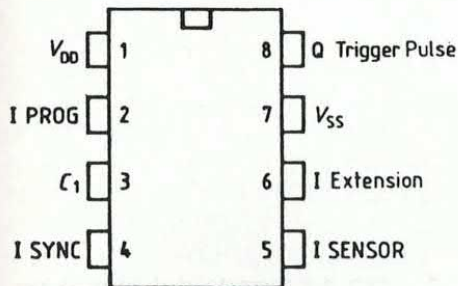 V_DD 1 8 Q Trigger Pulse
I PROG 2 7 V_SS
C_1 3 6 I Extension
I SYNC 4 5 I SENSOR